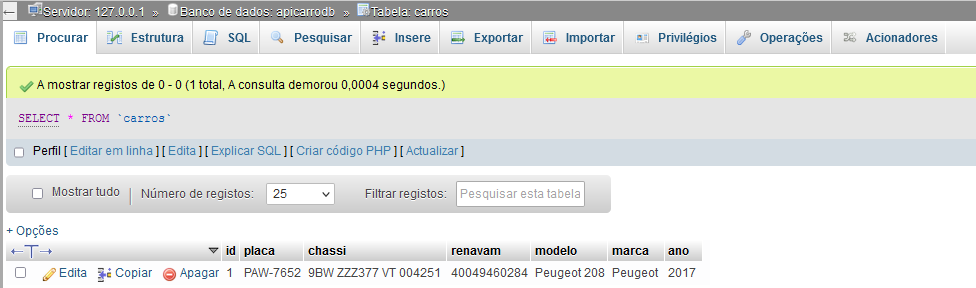 Servidor: 127.0.0.1 » Banco de dados: apicarrodb » Tabela: carros
Procurar Estrutura SQL Pesquisar Insere Exportar Importar Privilégios Operações Acionadores
A mostrar registos de 0 - 0 (1 total, A consulta demorou 0,0004 segundos.)
SELECT * FROM `carros`
Perfil [ Editar em linha ] [ Edita ] [ Explicar SQL ] [ Criar código PHP ] [ Actualizar ]
Mostrar tudo Número de registos: 25 Filtrar registos: Pesquisar esta tabela
+ Opções
←T→ id placa chassi renavam modelo marca ano
Edita Copiar Apagar 1 PAW-7652 9BW ZZZ377 VT 004251 40049460284 Peugeot 208 Peugeot 2017